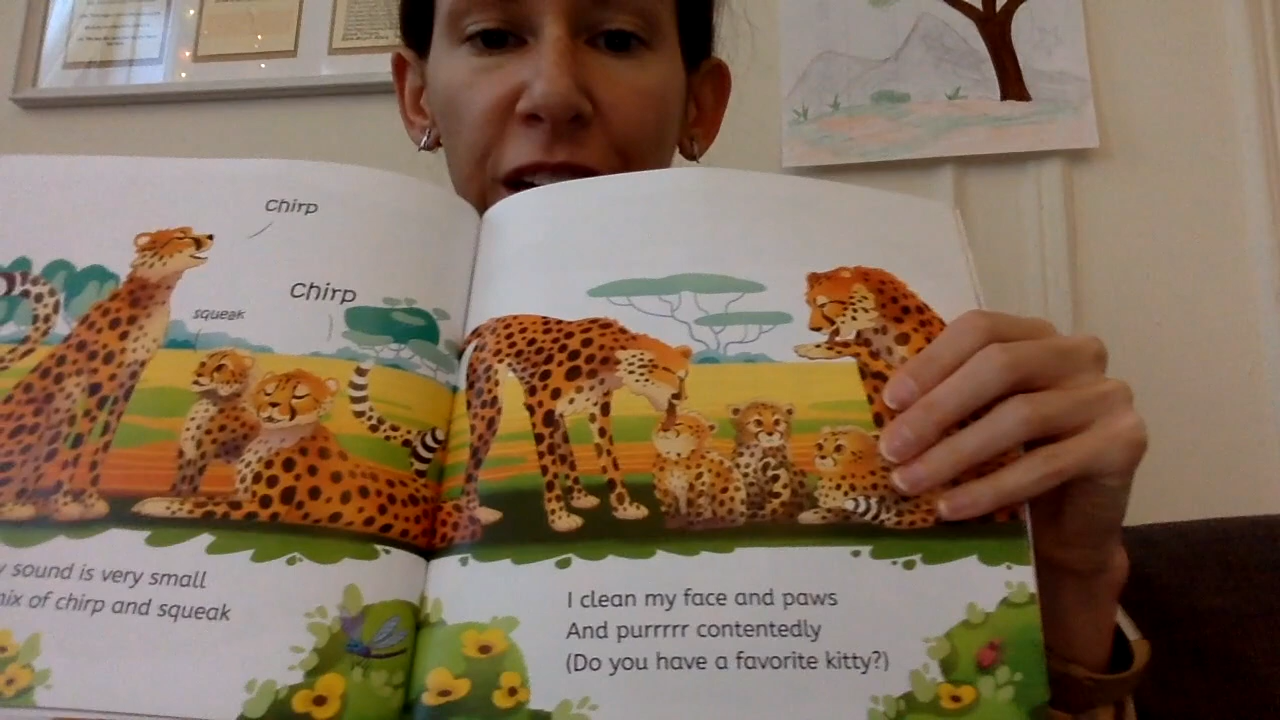 chirp
chirp
squeak
sound is very small
of chirp and squeak
I clean my face and paws
And purrrrr contentedly
(Do you have a favorite kitty?)